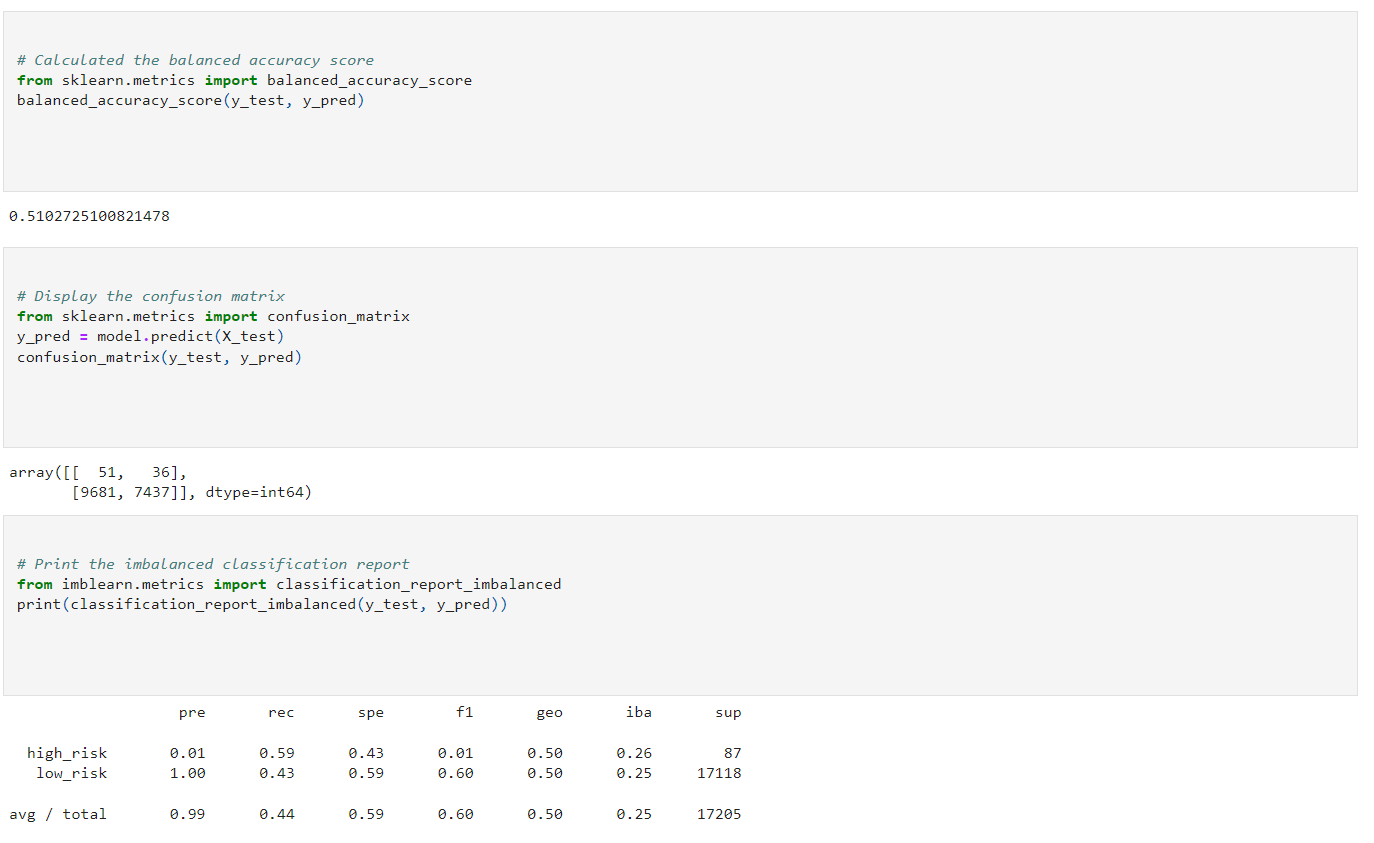 # Calculated the balanced accuracy score
from sklearn.metrics import balanced_accuracy_score
balanced_accuracy_score(y_test, y_pred)
0.5102725100821478
# Display the confusion matrix
from sklearn.metrics import confusion_matrix
y_pred = model.predict(X_test)
confusion_matrix(y_test, y_pred)
array([[  51,   36],
       [9681, 7437]], dtype=int64)
# Print the imbalanced classification report
from imblearn.metrics import classification_report_imbalanced
print(classification_report_imbalanced(y_test, y_pred))
                   pre       rec       spe        f1       geo       iba       sup
  high_risk       0.01      0.59      0.43      0.01      0.50      0.26        87
   low_risk       1.00      0.43      0.59      0.60      0.50      0.25     17118
avg / total       0.99      0.44      0.59      0.60      0.50      0.25     17205